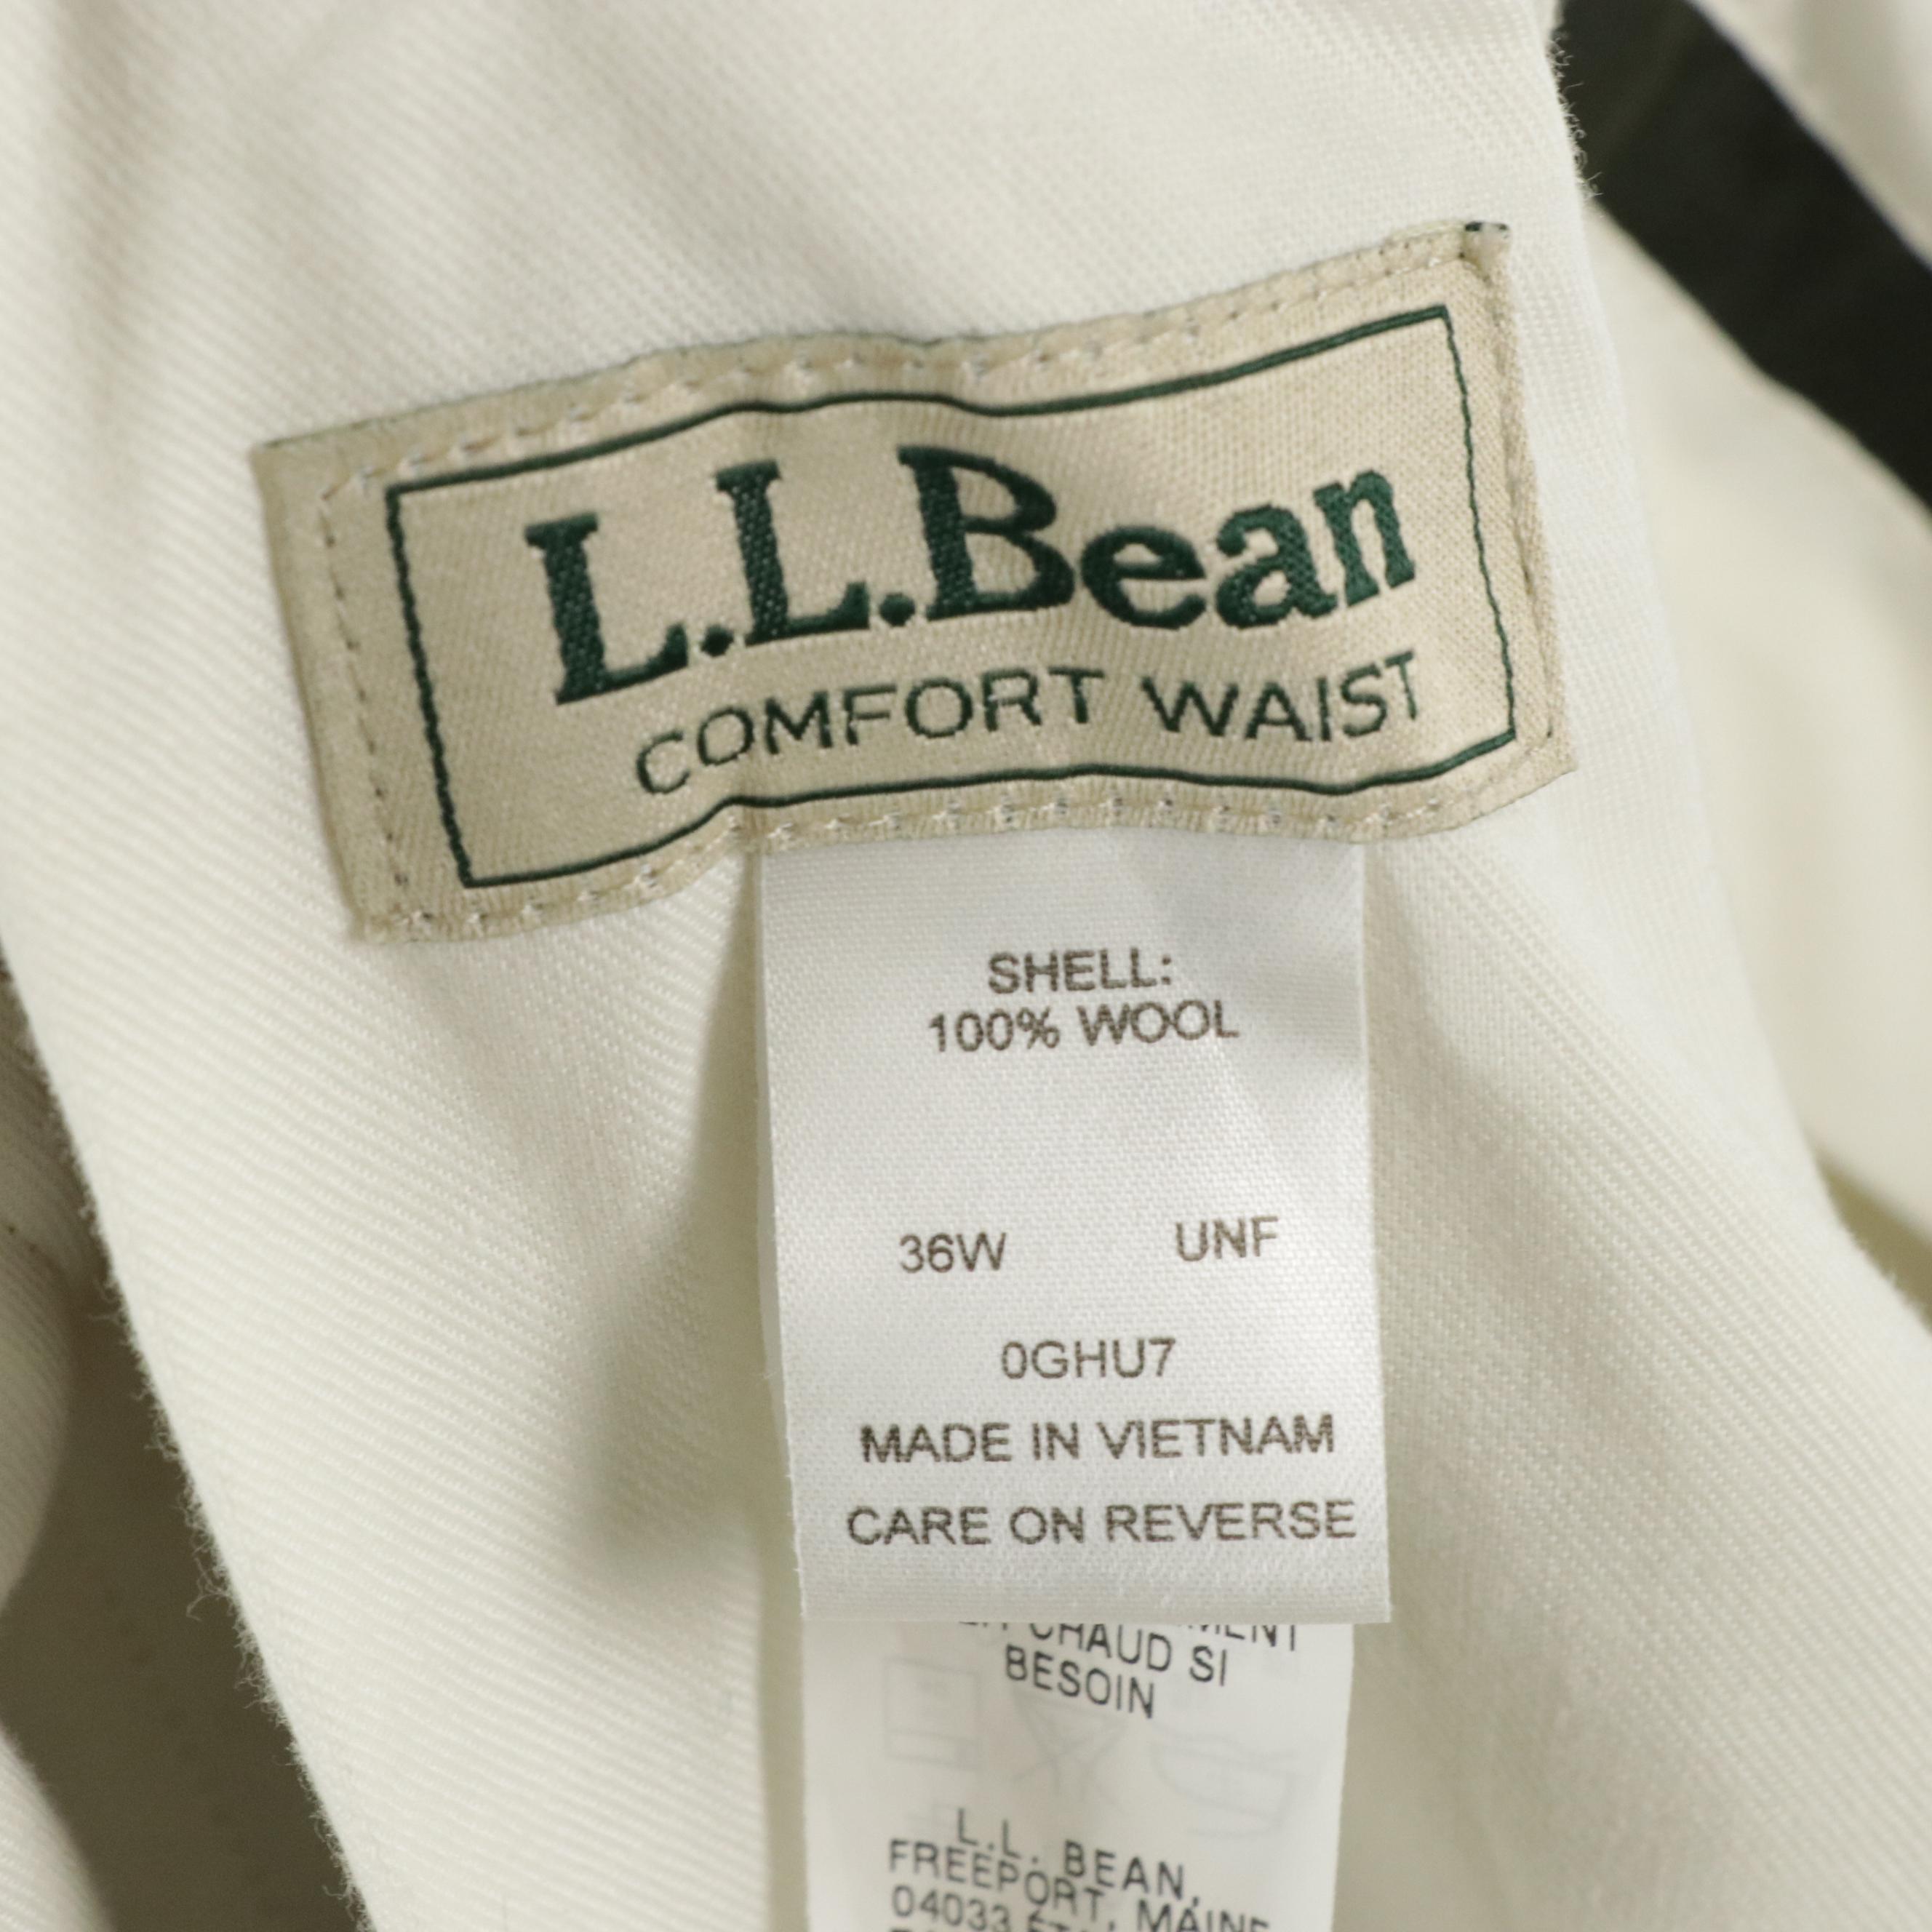 L.L.Bean
COMFORT WAIST
SHELL:
100% WOOL
36W UNF
0GHU7
MADE IN VIETNAM
CARE ON REVERSE
CHAUD SI
BESOIN
L.L. BEAN,
FREEPORT, MAINE
04033